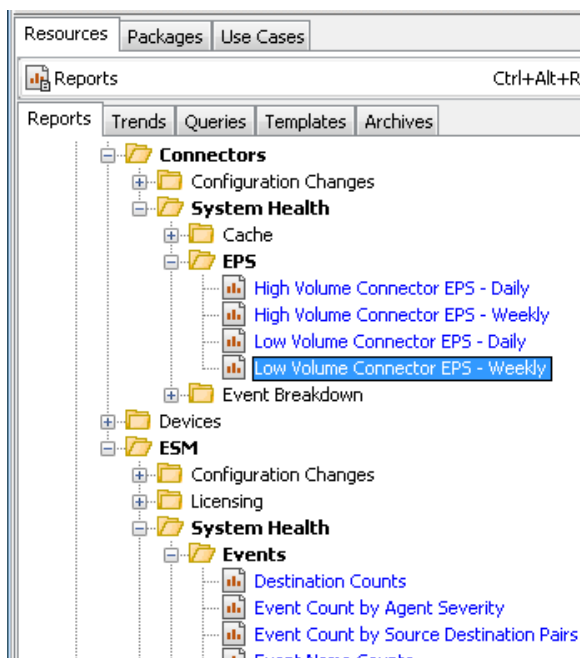 Resources Packages Use Cases
Reports Ctrl+Alt+R
Reports Trends Queries Templates Archives
Connectors
Configuration Changes
System Health
Cache
EPS
High Volume Connector EPS - Daily
High Volume Connector EPS - Weekly
Low Volume Connector EPS - Daily
Low Volume Connector EPS - Weekly
Event Breakdown
Devices
ESM
Configuration Changes
Licensing
System Health
Events
Destination Counts
Event Count by Agent Severity
Event Count by Source Destination Pairs
Event Name Counts